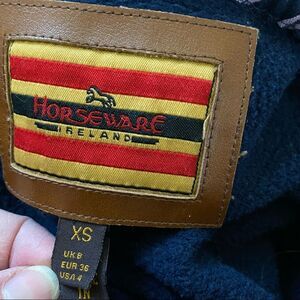 HORSEWARE
IRELAND
XS
UK 8
EUR 36
USA 4